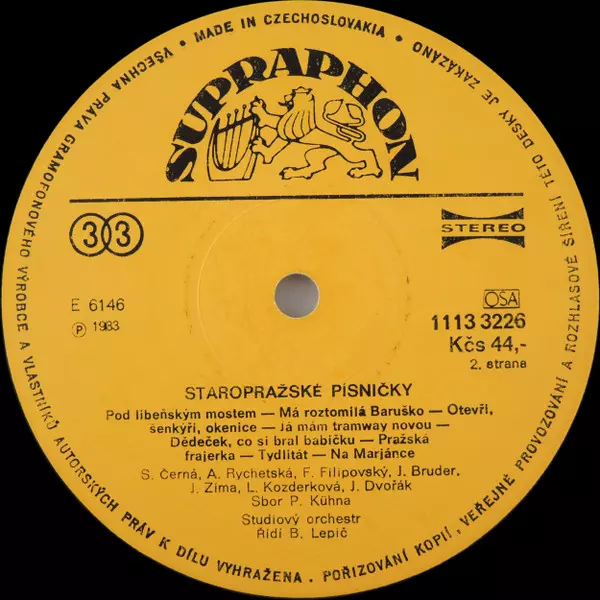 VŠECHNA PRÁVA GRAMOFONOVÉHO VÝROBCE A VLASTNÍKŮ AUTORSKÝCH PRÁV K DÍLU VYHRAŽENA • POŘIZOVÁNÍ KOPIÍ, VEŘEJNÉ PROVOZOVÁNÍ A ROZHLASOVÉ ŠÍŘENÍ TÉTO DESKY JE ZAKÁZÁNO • MADE IN CZECHOSLOVAKIA •
SUPRAPHON
33
STEREO
E 6146
Ⓟ 1983
OSA
1113 3226
Kčs 44,-
2. strana
STAROPRAŽSKÉ PÍSNIČKY
Pod libeňským mostem — Má roztomilá Baruško — Otevři,
šenkýři, okenice — Já mám tramway novou —
Dědeček, co si bral babičku — Pražská
frajerka — Tydlitát — Na Marjánce
S. Černá, A. Rychetská, F. Filipovský, J. Bruder,
J. Zima, L. Kozderková, J. Dvořák
Sbor P. Kühna
Studiový orchestr
Řídí B. Lepič